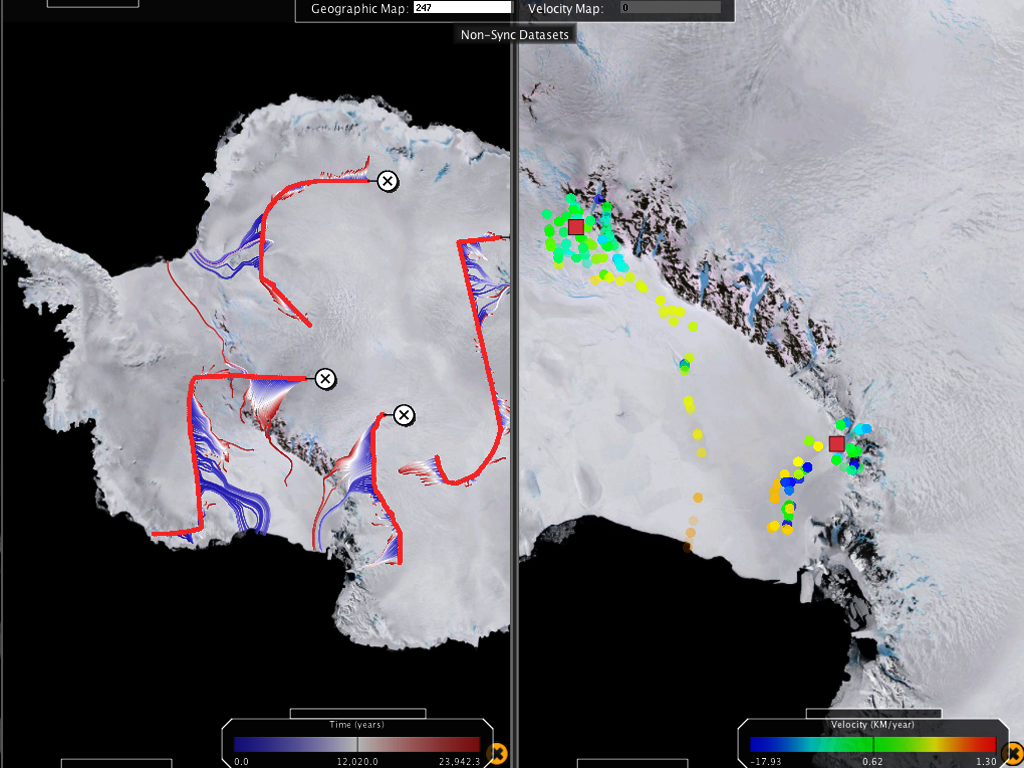 Geographic Map: 247
Velocity Map: 0
Non-Sync Datasets
Time (years)
0.0 12,020.0 23,942.3
Velocity (KM/year)
-17.93 0.62 1.30